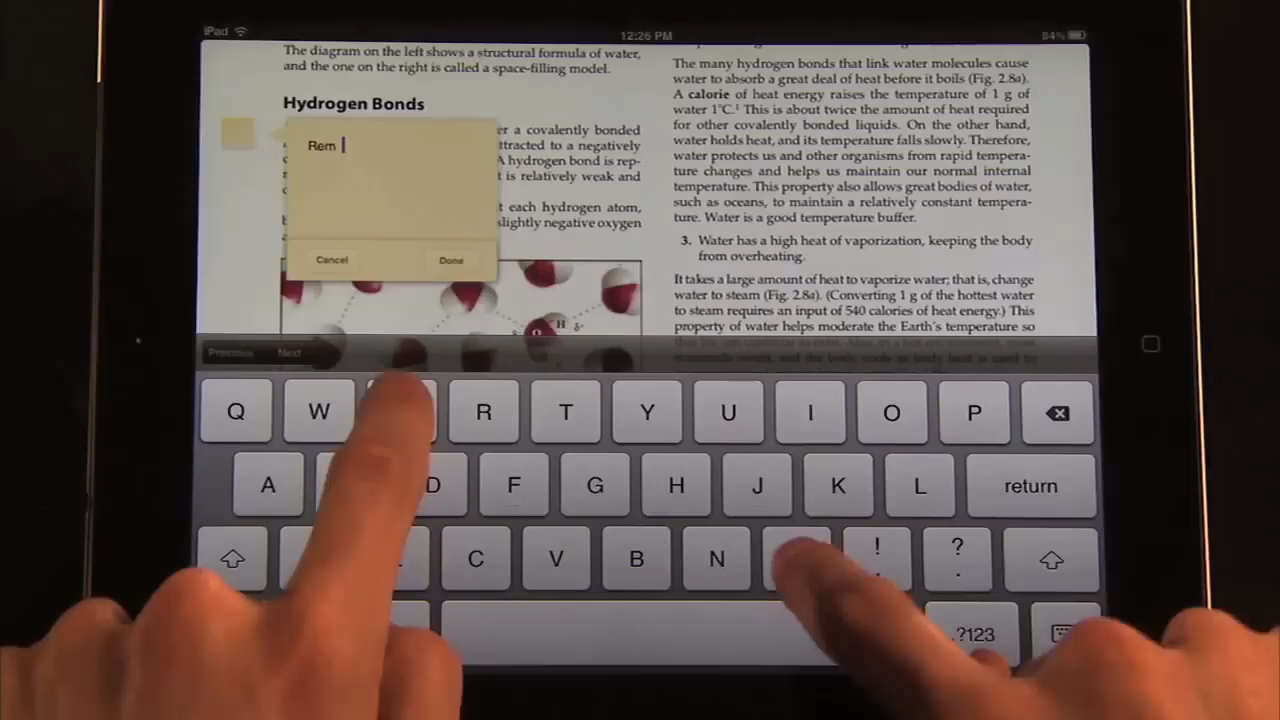 iPad
12:26 PM
84%
The diagram on the left shows a structural formula of water,
and the one on the right is called a space-filling model.
Hydrogen Bonds
er a covalently bonded
ttracted to a negatively
A hydrogen bond is rep-
t is relatively weak and
t each hydrogen atom,
slightly negative oxygen
Rem
Cancel
Done
O
H
δ-
The many hydrogen bonds that link water molecules cause
water to absorb a great deal of heat before it boils (Fig. 2.8a).
A calorie of heat energy raises the temperature of 1 g of
water 1°C.¹ This is about twice the amount of heat required
for other covalently bonded liquids. On the other hand,
water holds heat, and its temperature falls slowly. Therefore,
water protects us and other organisms from rapid tempera-
ture changes and helps us maintain our normal internal
temperature. This property also allows great bodies of water,
such as oceans, to maintain a relatively constant tempera-
ture. Water is a good temperature buffer.
3. Water has a high heat of vaporization, keeping the body
from overheating.
It takes a large amount of heat to vaporize water; that is, change
water to steam (Fig. 2.8a). (Converting 1 g of the hottest water
to steam requires an input of 540 calories of heat energy.) This
property of water helps moderate the Earth's temperature so
Previous Next
Q W R T Y U I O P
A D F G H J K L return
C V B N ! ? .
.?123